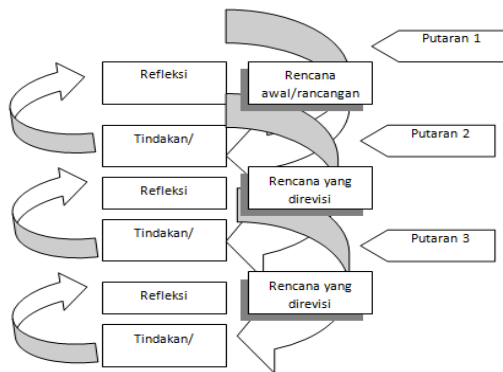 Putaran 1
Refleksi
Rencana
awal/rancangan
Tindakan/
Putaran 2
Refleksi
Rencana yang
direvisi
Tindakan/
Putaran 3
Refleksi
Rencana yang
direvisi
Tindakan/